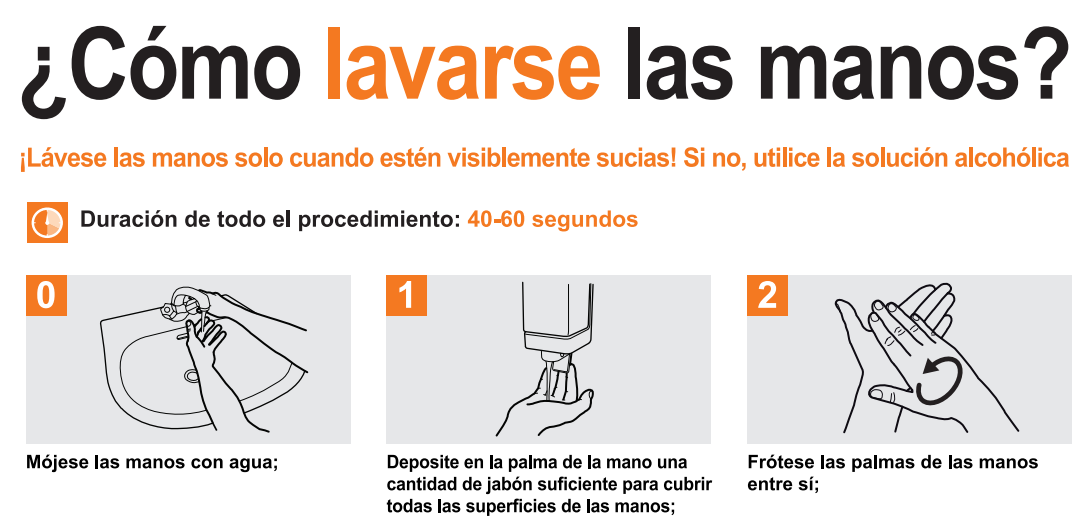 ¿Cómo lavarse las manos?
¡Lávese las manos solo cuando estén visiblemente sucias! Si no, utilice la solución alcohólica
Duración de todo el procedimiento: 40-60 segundos
0
Mójese las manos con agua;
1
Deposite en la palma de la mano una
cantidad de jabón suficiente para cubrir
todas las superficies de las manos;
2
Frótese las palmas de las manos
entre sí;